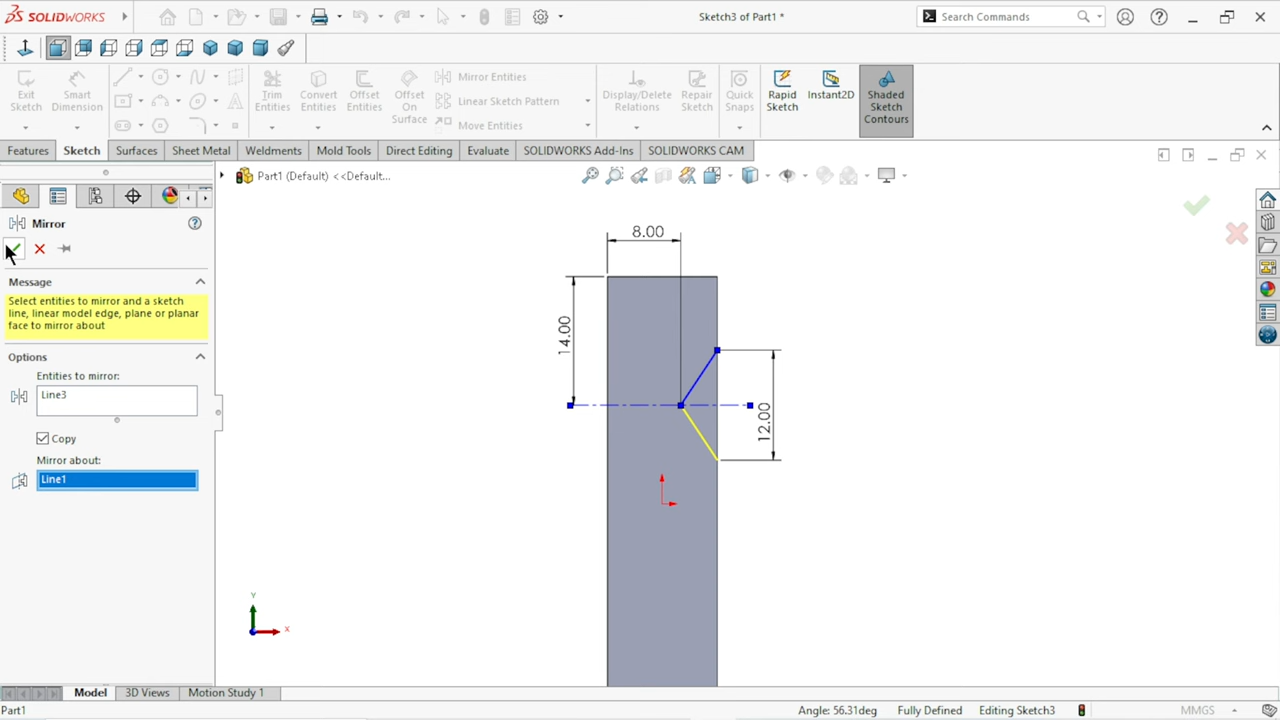 SOLIDWORKS
Sketch3 of Part1 *
Search Commands
Exit Sketch
Smart Dimension
Trim Entities
Convert Entities
Offset Entities
Offset On Surface
Mirror Entities
Linear Sketch Pattern
Move Entities
Display/Delete Relations
Repair Sketch
Quick Snaps
Rapid Sketch
Instant2D
Shaded Sketch Contours
Features
Sketch
Surfaces
Sheet Metal
Weldments
Mold Tools
Direct Editing
Evaluate
SOLIDWORKS Add-Ins
SOLIDWORKS CAM
Part1 (Default) <<Default...
Mirror
Message
Select entities to mirror and a sketch
line, linear model edge, plane or planar
face to mirror about
Options
Entities to mirror:
Line3
Copy
Mirror about:
Line1
8.00
14.00
12.00
Y
X
Model
3D Views
Motion Study 1
Part1
Angle: 56.31deg
Fully Defined
Editing Sketch3
MMGS